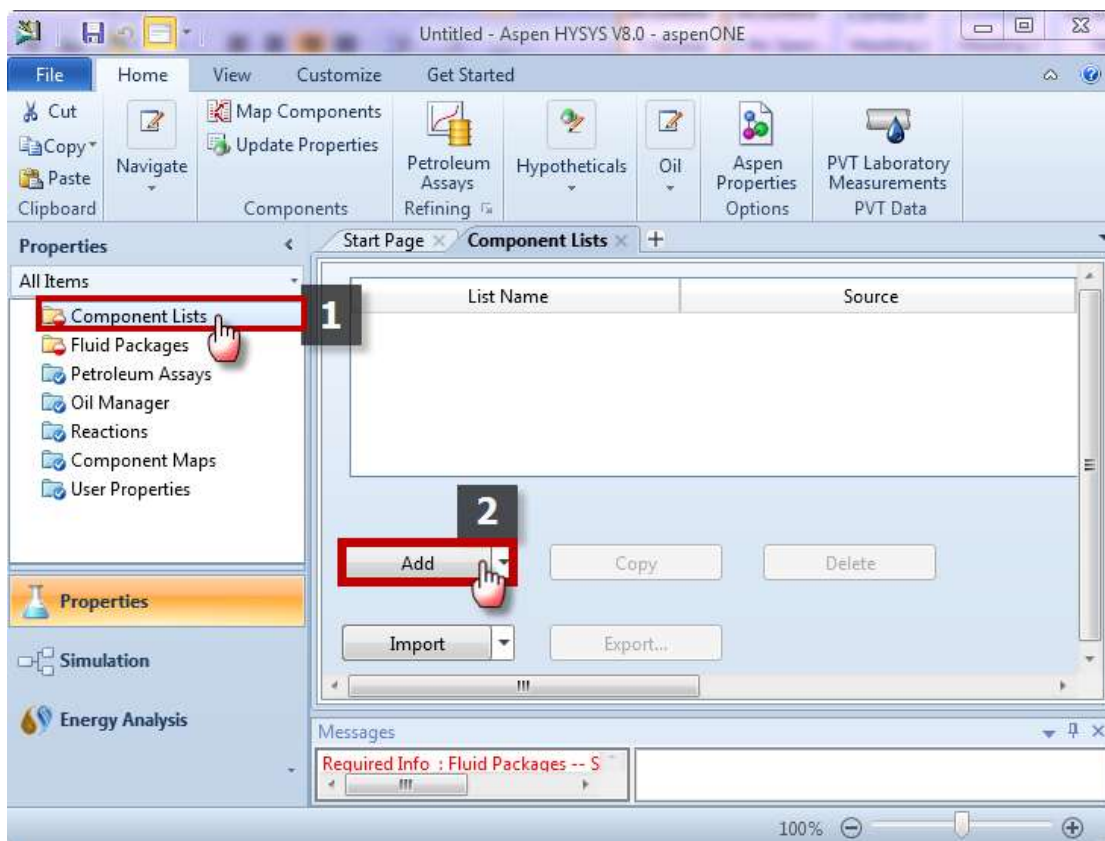 Untitled - Aspen HYSYS V8.0 - aspenONE
File Home View Customize Get Started
Cut
Copy
Paste
Clipboard
Navigate
Map Components
Update Properties
Components
Petroleum
Assays
Refining
Hypotheticals
Oil
Aspen
Properties
Options
PVT Laboratory
Measurements
PVT Data
Properties
All Items
Component Lists
1
Fluid Packages
Petroleum Assays
Oil Manager
Reactions
Component Maps
User Properties
Properties
Simulation
Energy Analysis
Start Page Component Lists
List Name Source
2
Add Copy Delete
Import Export...
Messages
Required Info : Fluid Packages -- S
100%